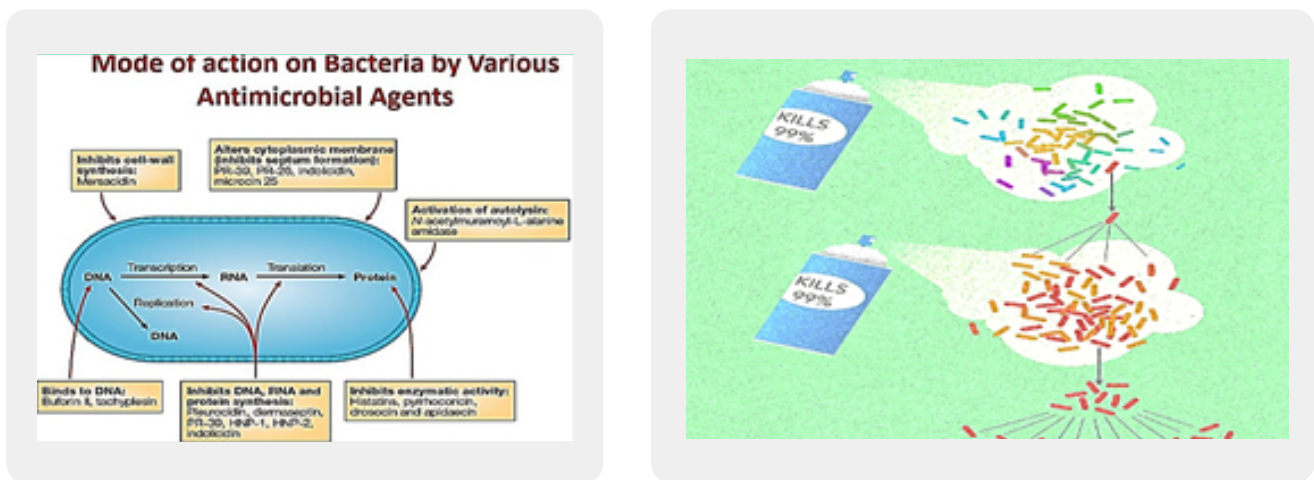 Mode of action on Bacteria by Various
Antimicrobial Agents
Inhibits cell-wall
synthesis:
Mersacidin
Alters cytoplasmic membrane
(inhibits septum formation):
PR-39, PR-26, indolicidin,
microcin 25
Activation of autolysin:
N-acetylmuramoyl-L-alanine
amidase
DNA
Transcription
RNA
Translation
Protein
Replication
DNA
Binds to DNA:
Buforin II, tachyplesin
Inhibits DNA, RNA and
protein synthesis:
Pleurocidin, dermaseptin,
PR-39, HNP-1, HNP-2,
indolicidin
Inhibits enzymatic activity:
Histatins, pyrrhocoricin,
drosocin and apidaecin
KILLS
99%
KILLS
99%